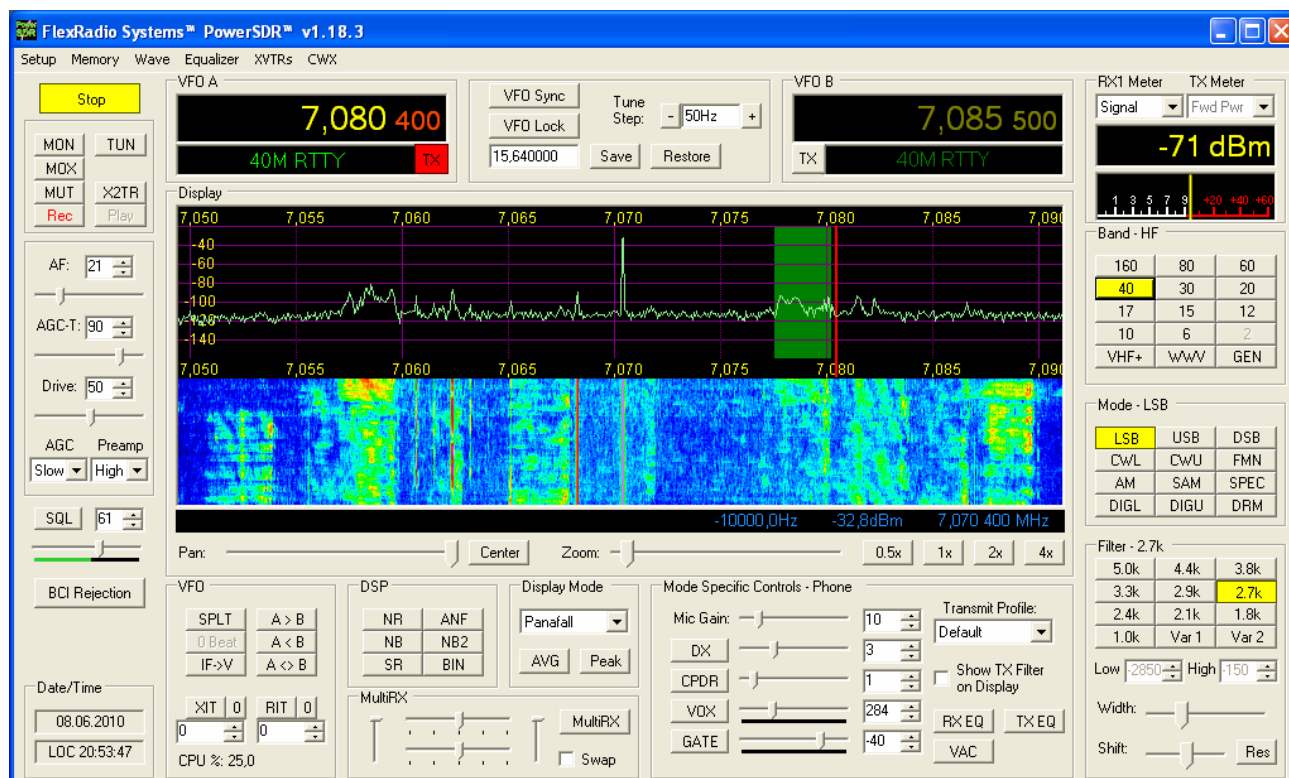 FlexRadio Systems™ PowerSDR™ v1.18.3
Setup Memory Wave Equalizer XVTRs CWX
Stop
MON TUN
MOX
MUT X2TR
Rec Play
AF: 21
AGC-T: 90
Drive: 50
AGC Preamp
Slow High
SQL 61
BCI Rejection
Date/Time
08.06.2010
LOC 20:53:47
VFO A
7,080 400
40M RTTY TX
VFO Sync
VFO Lock
Tune
Step: - 50Hz +
15,640000 Save Restore
VFO B
7,085 500
TX 40M RTTY
Display
7,050 7,055 7,060 7,065 7,070 7,075 7,080 7,085 7,090
-40
-60
-80
-100
-120
-140
7,050 7,055 7,060 7,065 7,070 7,075 7,080 7,085 7,090
-10000,0Hz -32,8dBm 7,070 400 MHz
Pan: Center Zoom: 0.5x 1x 2x 4x
VFO
SPLT A > B
0 Beat A < B
IF->V A <> B
XIT 0 RIT 0
0 0
CPU %: 25,0
DSP
NR ANF
NB NB2
SR BIN
Display Mode
Panafall
AVG Peak
MultiRX
MultiRX
Swap
Mode Specific Controls - Phone
Mic Gain: 10
DX 3
CPDR 1
VOX 284
GATE -40
Transmit Profile:
Default
Show TX Filter
on Display
RX EQ TX EQ
VAC
RX1 Meter TX Meter
Signal Fwd Pwr
-71 dBm
1 3 5 7 9 +20 +40 +60
Band - HF
160 80 60
40 30 20
17 15 12
10 6 2
VHF+ WWV GEN
Mode - LSB
LSB USB DSB
CWL CWU FMN
AM SAM SPEC
DIGL DIGU DRM
Filter - 2.7k
5.0k 4.4k 3.8k
3.3k 2.9k 2.7k
2.4k 2.1k 1.8k
1.0k Var 1 Var 2
Low -2850 High -150
Width:
Shift: Res